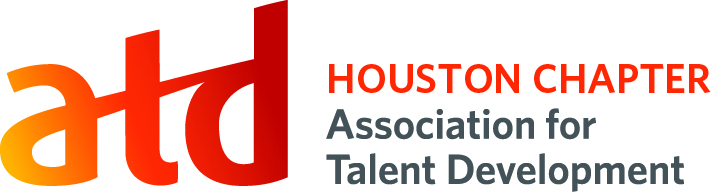 atd
HOUSTON CHAPTER
Association for
Talent Development